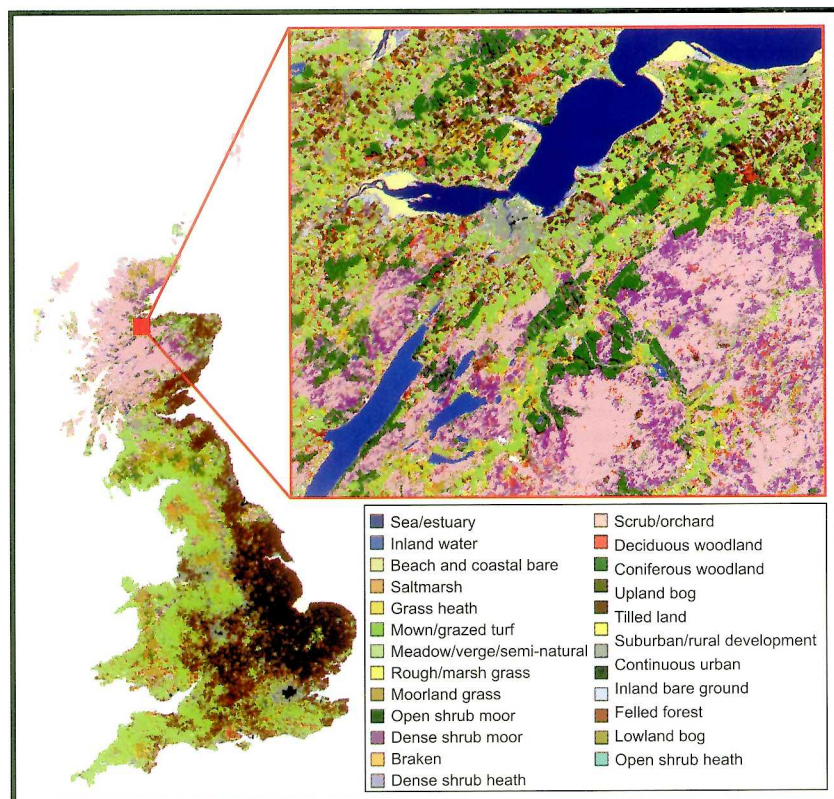 Sea/estuary
Inland water
Beach and coastal bare
Saltmarsh
Grass heath
Mown/grazed turf
Meadow/verge/semi-natural
Rough/marsh grass
Moorland grass
Open shrub moor
Dense shrub moor
Braken
Dense shrub heath
Scrub/orchard
Deciduous woodland
Coniferous woodland
Upland bog
Tilled land
Suburban/rural development
Continuous urban
Inland bare ground
Felled forest
Lowland bog
Open shrub heath